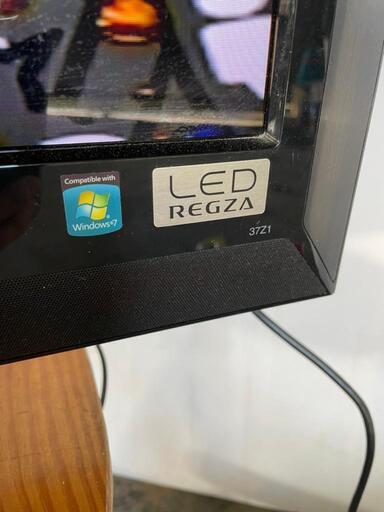 Compatible with
Windows 7
LED
REGZA
37Z1